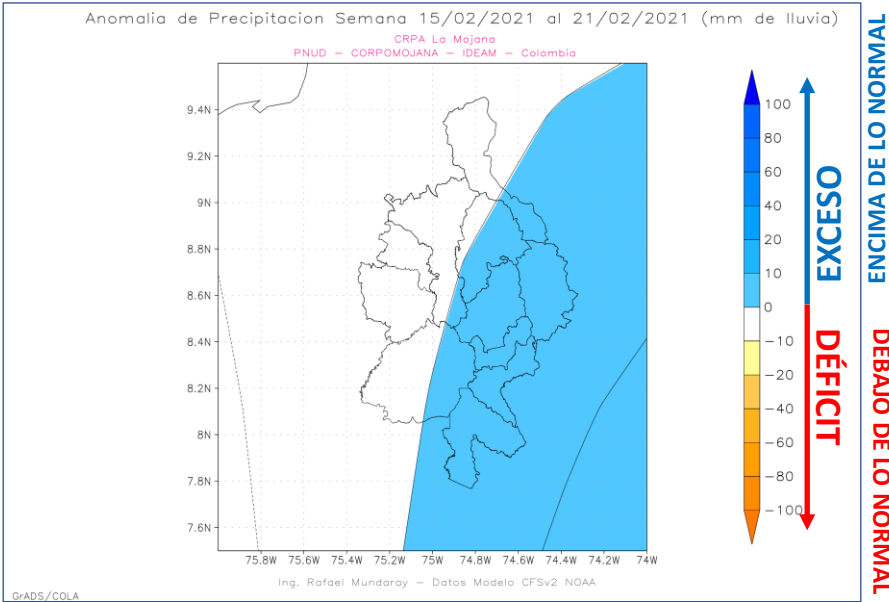 Anomalia de Precipitacion Semana 15/02/2021 al 21/02/2021 (mm de lluvia)
CRPA La Mojana
PNUD – CORPOMOJANA – IDEAM – Colombia
9.4N
9.2N
9N
8.8N
8.6N
8.4N
8.2N
8N
7.8N
7.6N
75.8W 75.6W 75.4W 75.2W 75W 74.8W 74.6W 74.4W 74.2W 74W
Ing. Rafael Mundaray – Datos Modelo CFSv2 NOAA
GrADS/COLA
100
80
60
40
20
10
0
−10
−20
−40
−60
−80
−100
EXCESO
DÉFICIT
ENCIMA DE LO NORMAL
DEBAJO DE LO NORMAL